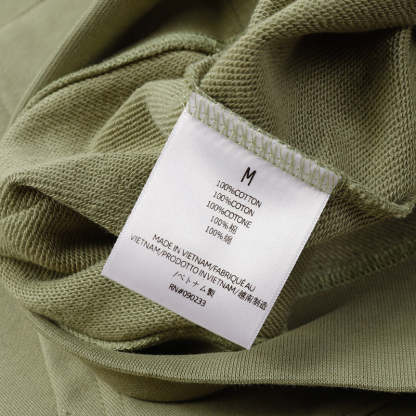 M
100%COTTON
100%COTON
100%COTONE
100%棉
100%綿
MADE IN VIETNAM/FABRIQUÉ AU
VIETNAM/PRODOTTO IN VIETNAM/越南制造
/ベトナム製
RN#090233